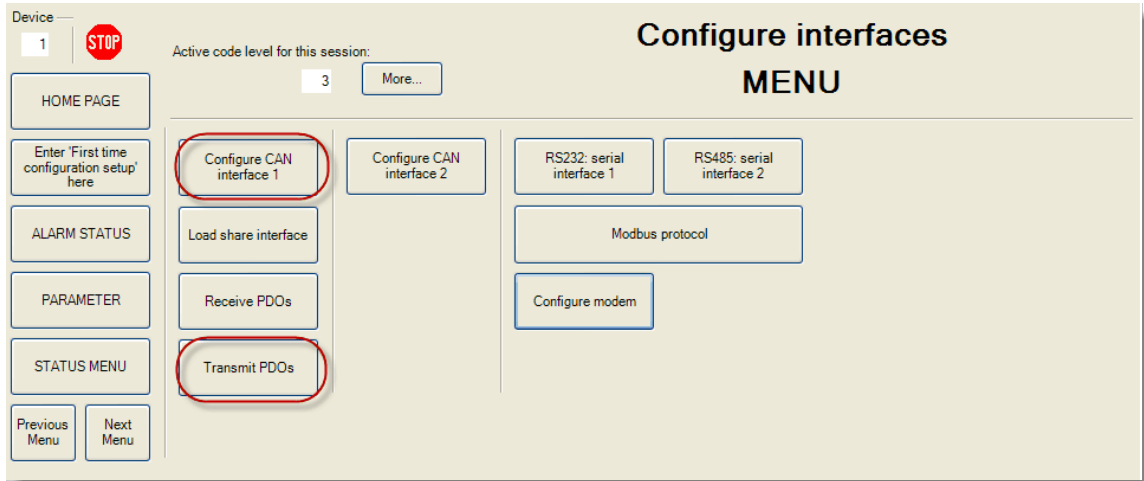 Device
1
STOP
Active code level for this session:
3
More...
Configure interfaces
MENU
HOME PAGE
Enter 'First time
configuration setup'
here
ALARM STATUS
PARAMETER
STATUS MENU
Previous
Menu
Next
Menu
Configure CAN
interface 1
Load share interface
Receive PDOs
Transmit PDOs
Configure CAN
interface 2
RS232: serial
interface 1
RS485: serial
interface 2
Modbus protocol
Configure modem